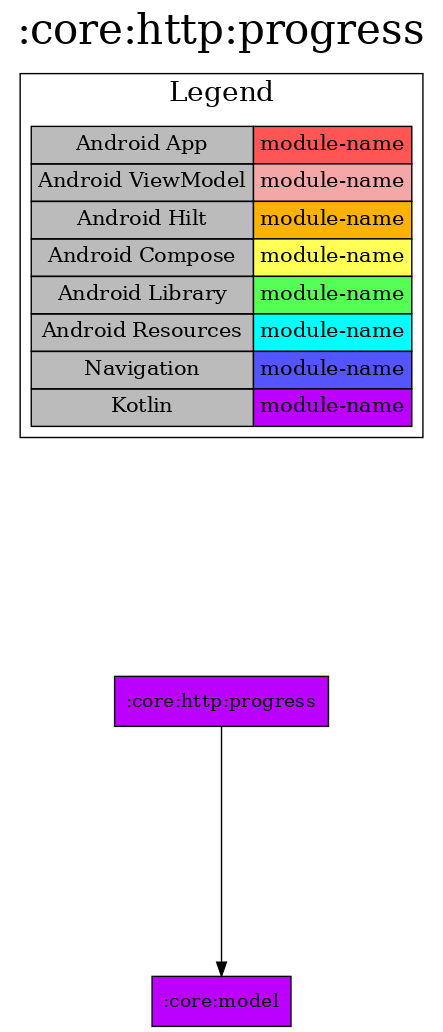 :core:http:progress
Legend
Android App module-name
Android ViewModel module-name
Android Hilt module-name
Android Compose module-name
Android Library module-name
Android Resources module-name
Navigation module-name
Kotlin module-name
:core:http:progress
:core:model